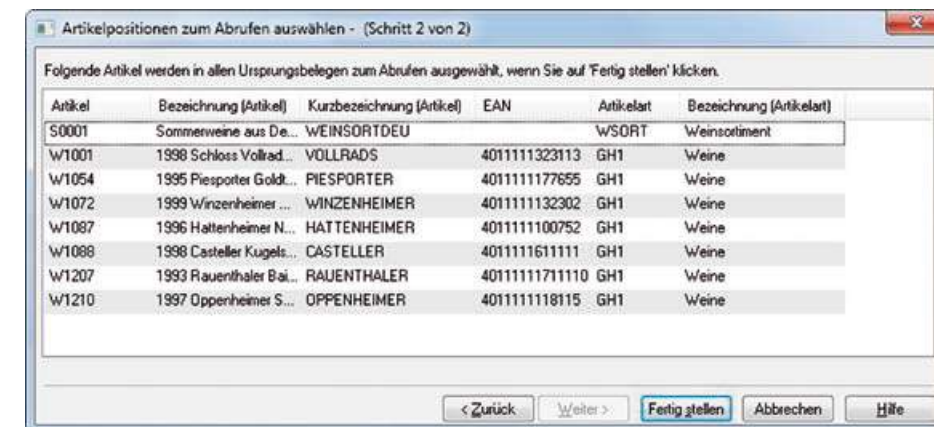 Artikelpositionen zum Abrufen auswählen - (Schritt 2 von 2)
Folgende Artikel werden in allen Ursprungsbelegen zum Abrufen ausgewählt, wenn Sie auf 'Fertig stellen' klicken.
Artikel Bezeichnung (Artikel) Kurzbezeichnung (Artikel) EAN Artikelart Bezeichnung (Artikelart)
S0001 Sommerweine aus De... WEINSORTDEU WSORT Weinsortiment
W1001 1998 Schloss Vollrad... VOLLRADS 4011111323113 GH1 Weine
W1054 1995 Piesporter Goldt... PIESPORTER 4011111177655 GH1 Weine
W1072 1999 Winzenheimer ... WINZENHEIMER 4011111132302 GH1 Weine
W1087 1996 Hattenheimer N... HATTENHEIMER 4011111100752 GH1 Weine
W1088 1998 Casteller Kugels... CASTELLER 4011111611111 GH1 Weine
W1207 1993 Rauenthaler Bai... RAUENTHALER 40111111711110 GH1 Weine
W1210 1997 Oppenheimer S... OPPENHEIMER 4011111118115 GH1 Weine
< Zurück Weiter > Fertig stellen Abbrechen Hilfe